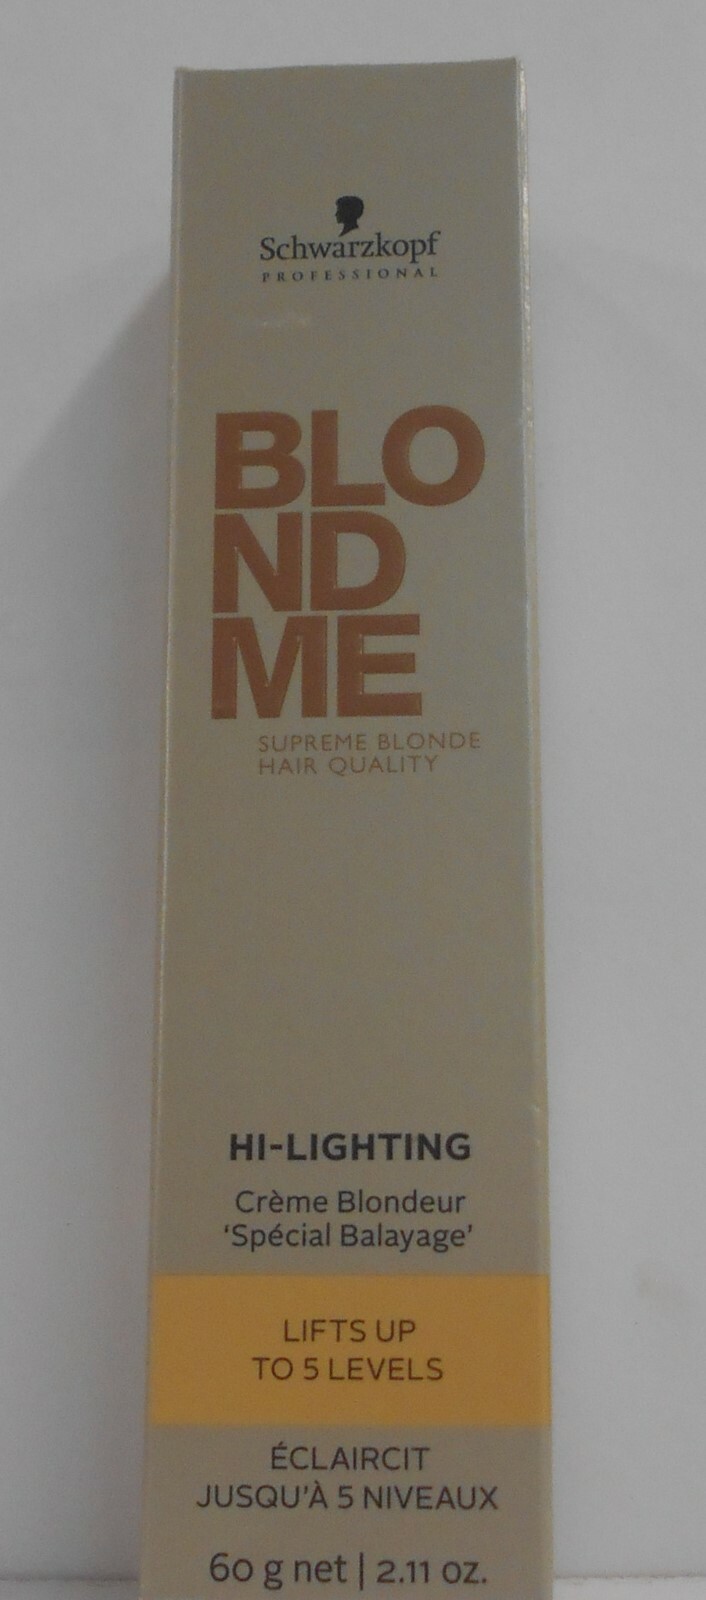 Schwarzkopf
PROFESSIONAL
BLO
ND
ME
SUPREME BLONDE
HAIR QUALITY
HI-LIGHTING
Crème Blondeur
‘Spécial Balayage’
LIFTS UP
TO 5 LEVELS
ÉCLAIRCIT
JUSQU’À 5 NIVEAUX
60 g net | 2.11 oz.